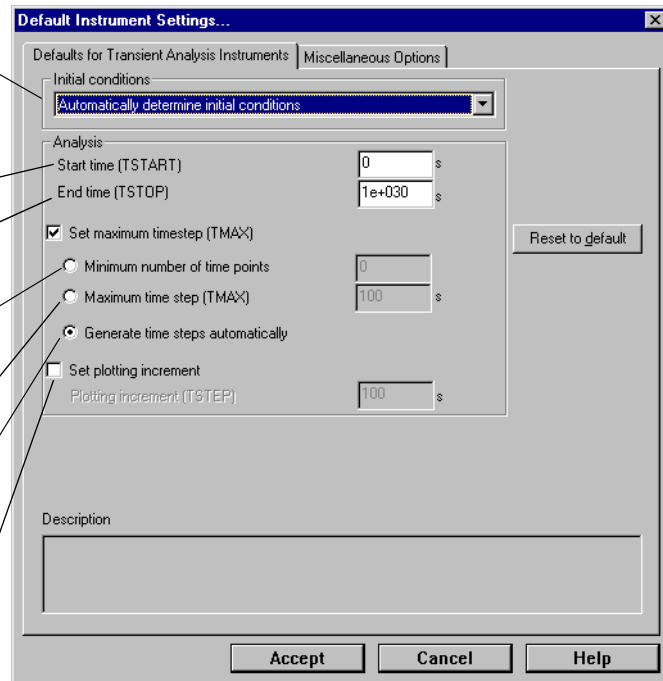 Default Instrument Settings...
Defaults for Transient Analysis Instruments Miscellaneous Options
Initial conditions
Automatically determine initial conditions
Analysis
Start time (TSTART) 0 s
End time (TSTOP) 1e+030 s
Set maximum timestep (TMAX) Reset to default
Minimum number of time points 0
Maximum time step (TMAX) 100 s
Generate time steps automatically
Set plotting increment
Plotting increment (TSTEP) 100 s
Description
Accept Cancel Help